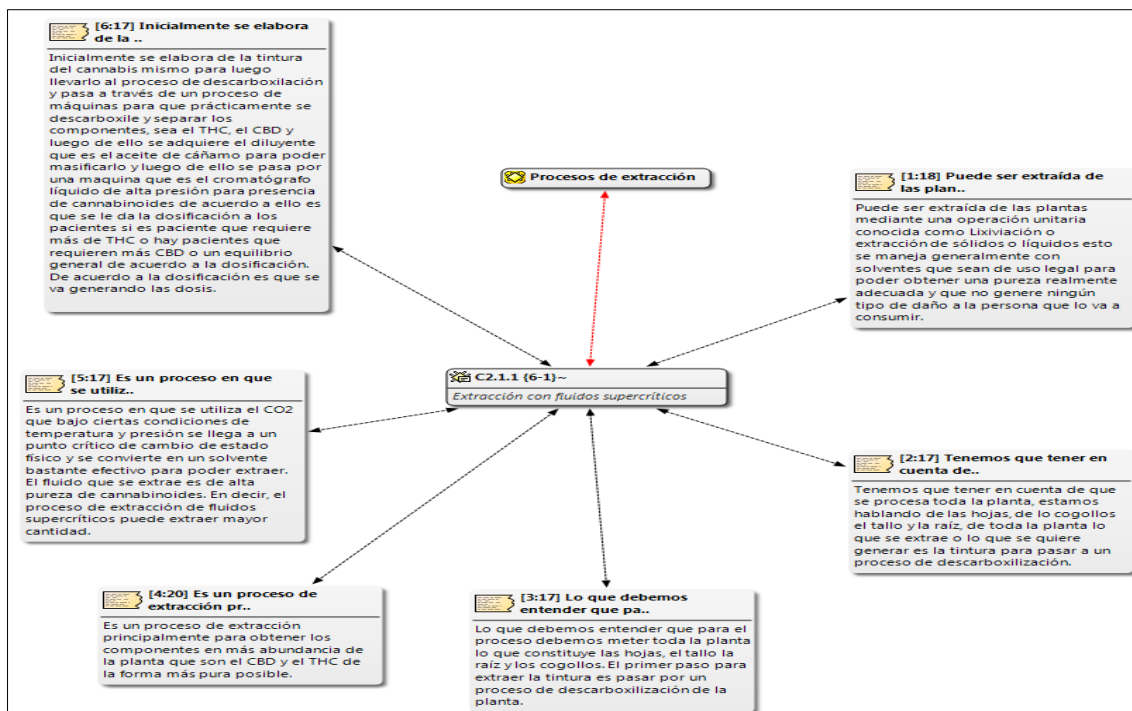 [6:17] Inicialmente se elabora
de la ..
Inicialmente se elabora de la tintura
del cannabis mismo para luego
llevarlo al proceso de descarboxilación
y pasa a través de un proceso de
máquinas para que prácticamente se
descarboxile y separar los
componentes, sea el THC, el CBD y
luego de ello se adquiere el diluyente
que es el aceite de cáñamo para poder
masificarlo y luego de ello se pasa por
una maquina que es el cromatógrafo
líquido de alta presión para presencia
de cannabinoides de acuerdo a ello es
que se le da la dosificación a los
pacientes si es paciente que requiere
más de THC o hay pacientes que
requieren más CBD o un equilibrio
general de acuerdo a la dosificación.
De acuerdo a la dosificación es que se
va generando las dosis.
Procesos de extracción
[1:18] Puede ser extraída de
las plan..
Puede ser extraída de las plantas
mediante una operación unitaria
conocida como Lixiviación o
extracción de sólidos o líquidos esto
se maneja generalmente con
solventes que sean de uso legal para
poder obtener una pureza realmente
adecuada y que no genere ningún
tipo de daño a la persona que lo va a
consumir.
C2.1.1 {6-1}~
Extracción con fluidos supercríticos
[5:17] Es un proceso en que
se utiliz..
Es un proceso en que se utiliza el CO2
que bajo ciertas condiciones de
temperatura y presión se llega a un
punto crítico de cambio de estado
físico y se convierte en un solvente
bastante efectivo para poder extraer.
El fluido que se extrae es de alta
pureza de cannabinoides. En decir, el
proceso de extracción de fluidos
supercríticos puede extraer mayor
cantidad.
[2:17] Tenemos que tener en
cuenta de..
Tenemos que tener en cuenta de que
se procesa toda la planta, estamos
hablando de las hojas, de lo cogollos
el tallo y la raíz, de toda la planta lo
que se extrae o lo que se quiere
generar es la tintura para pasar a un
proceso de descarboxilización.
[4:20] Es un proceso de
extracción pr..
Es un proceso de extracción
principalmente para obtener los
componentes en más abundancia de
la planta que son el CBD y el THC de
la forma más pura posible.
[3:17] Lo que debemos
entender que pa..
Lo que debemos entender que para el
proceso debemos meter toda la planta
lo que constituye las hojas, el tallo la
raíz y los cogollos. El primer paso para
extraer la tintura es pasar por un
proceso de descarboxilización de la
planta.